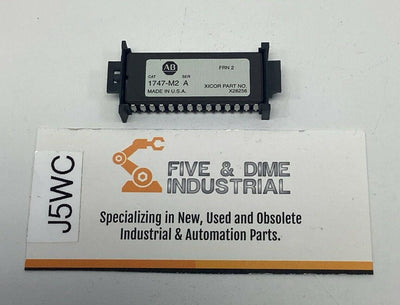 AB
FRN 2
CAT SER
1747-M2 A
MADE IN U.S.A.
XICOR PART NO.
X28256
J5WC
FIVE & DIME
INDUSTRIAL
Specializing in New, Used and Obsolete
Industrial & Automation Parts.